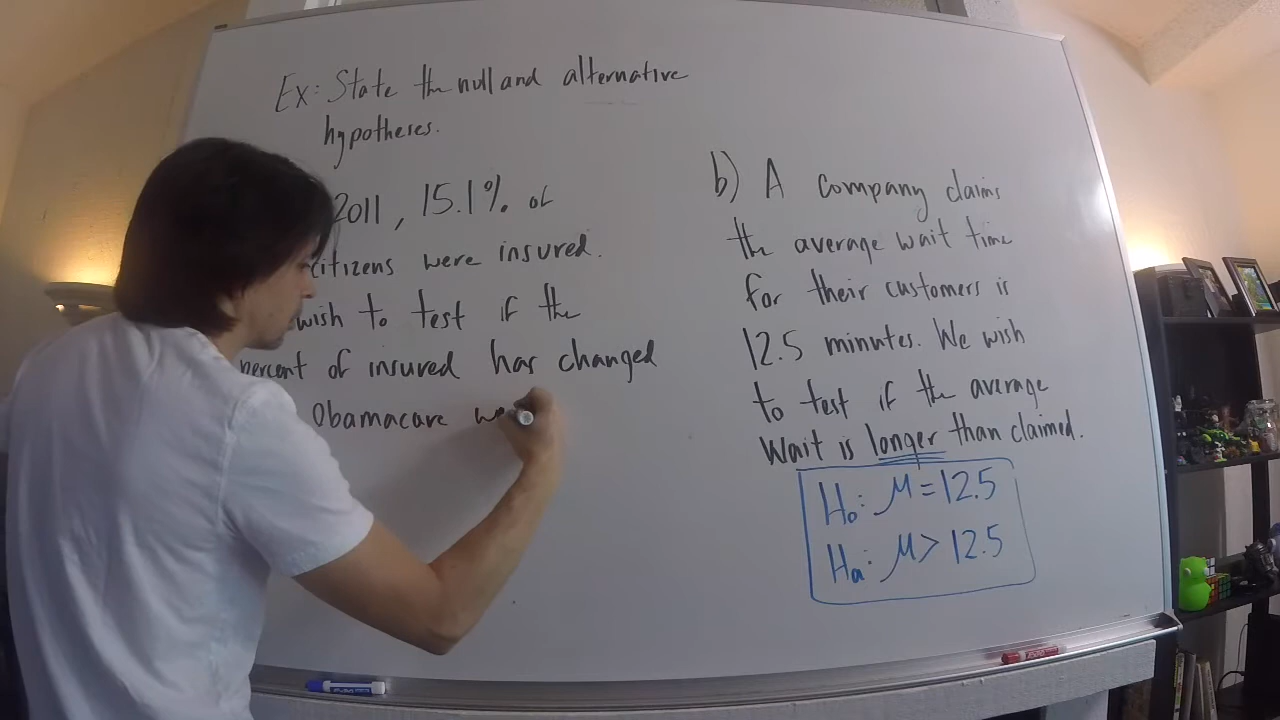 Ex: State the null and alternative
hypotheses.
2011, 15.1% of
citizens were insured.
wish to test if the
percent of insured has changed
Obamacare we
b) A company claims
the average wait time
for their customers is
12.5 minutes. We wish
to test if the average
Wait is longer than claimed.
H₀: μ = 12.5
Hₐ: μ > 12.5